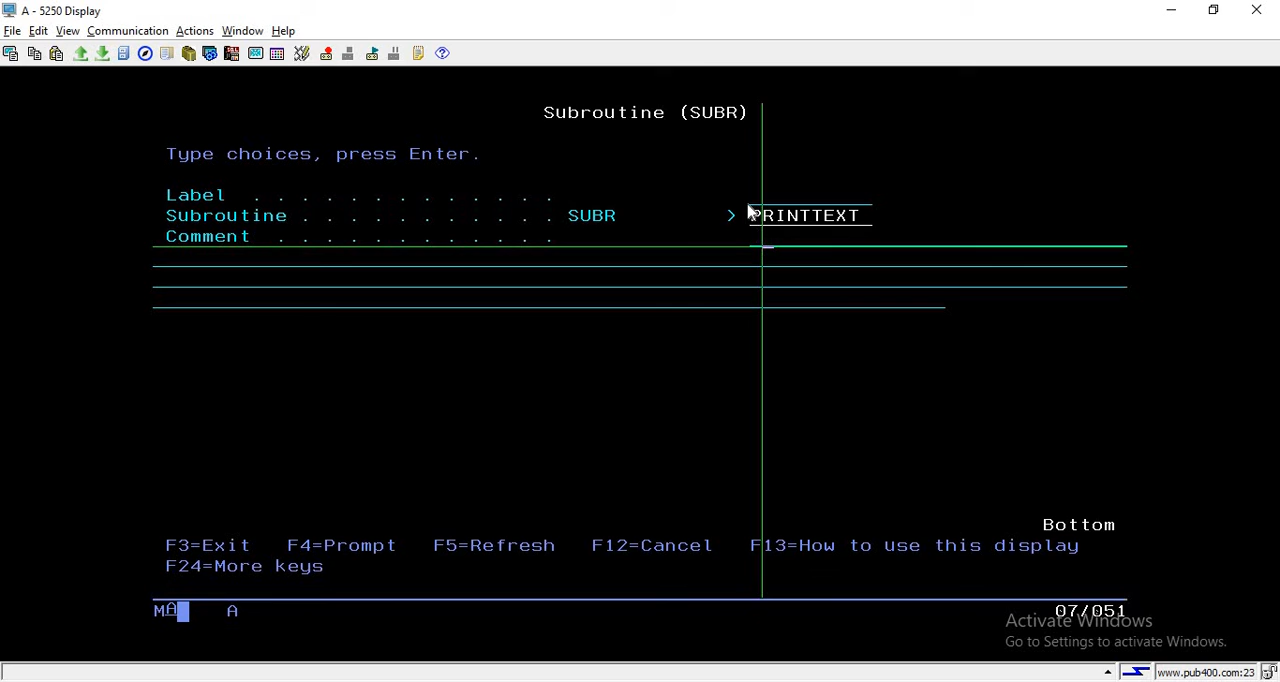 A - 5250 Display
File Edit View Communication Actions Window Help
Subroutine (SUBR)
Type choices, press Enter.
Label . . . . . . . . . . . . .
Subroutine . . . . . . . . . . . SUBR > PRINTTEXT
Comment . . . . . . . . . . . .
Bottom
F3=Exit F4=Prompt F5=Refresh F12=Cancel F13=How to use this display
F24=More keys
MA A 07/051
Activate Windows
Go to Settings to activate Windows.
www.pub400.com:23